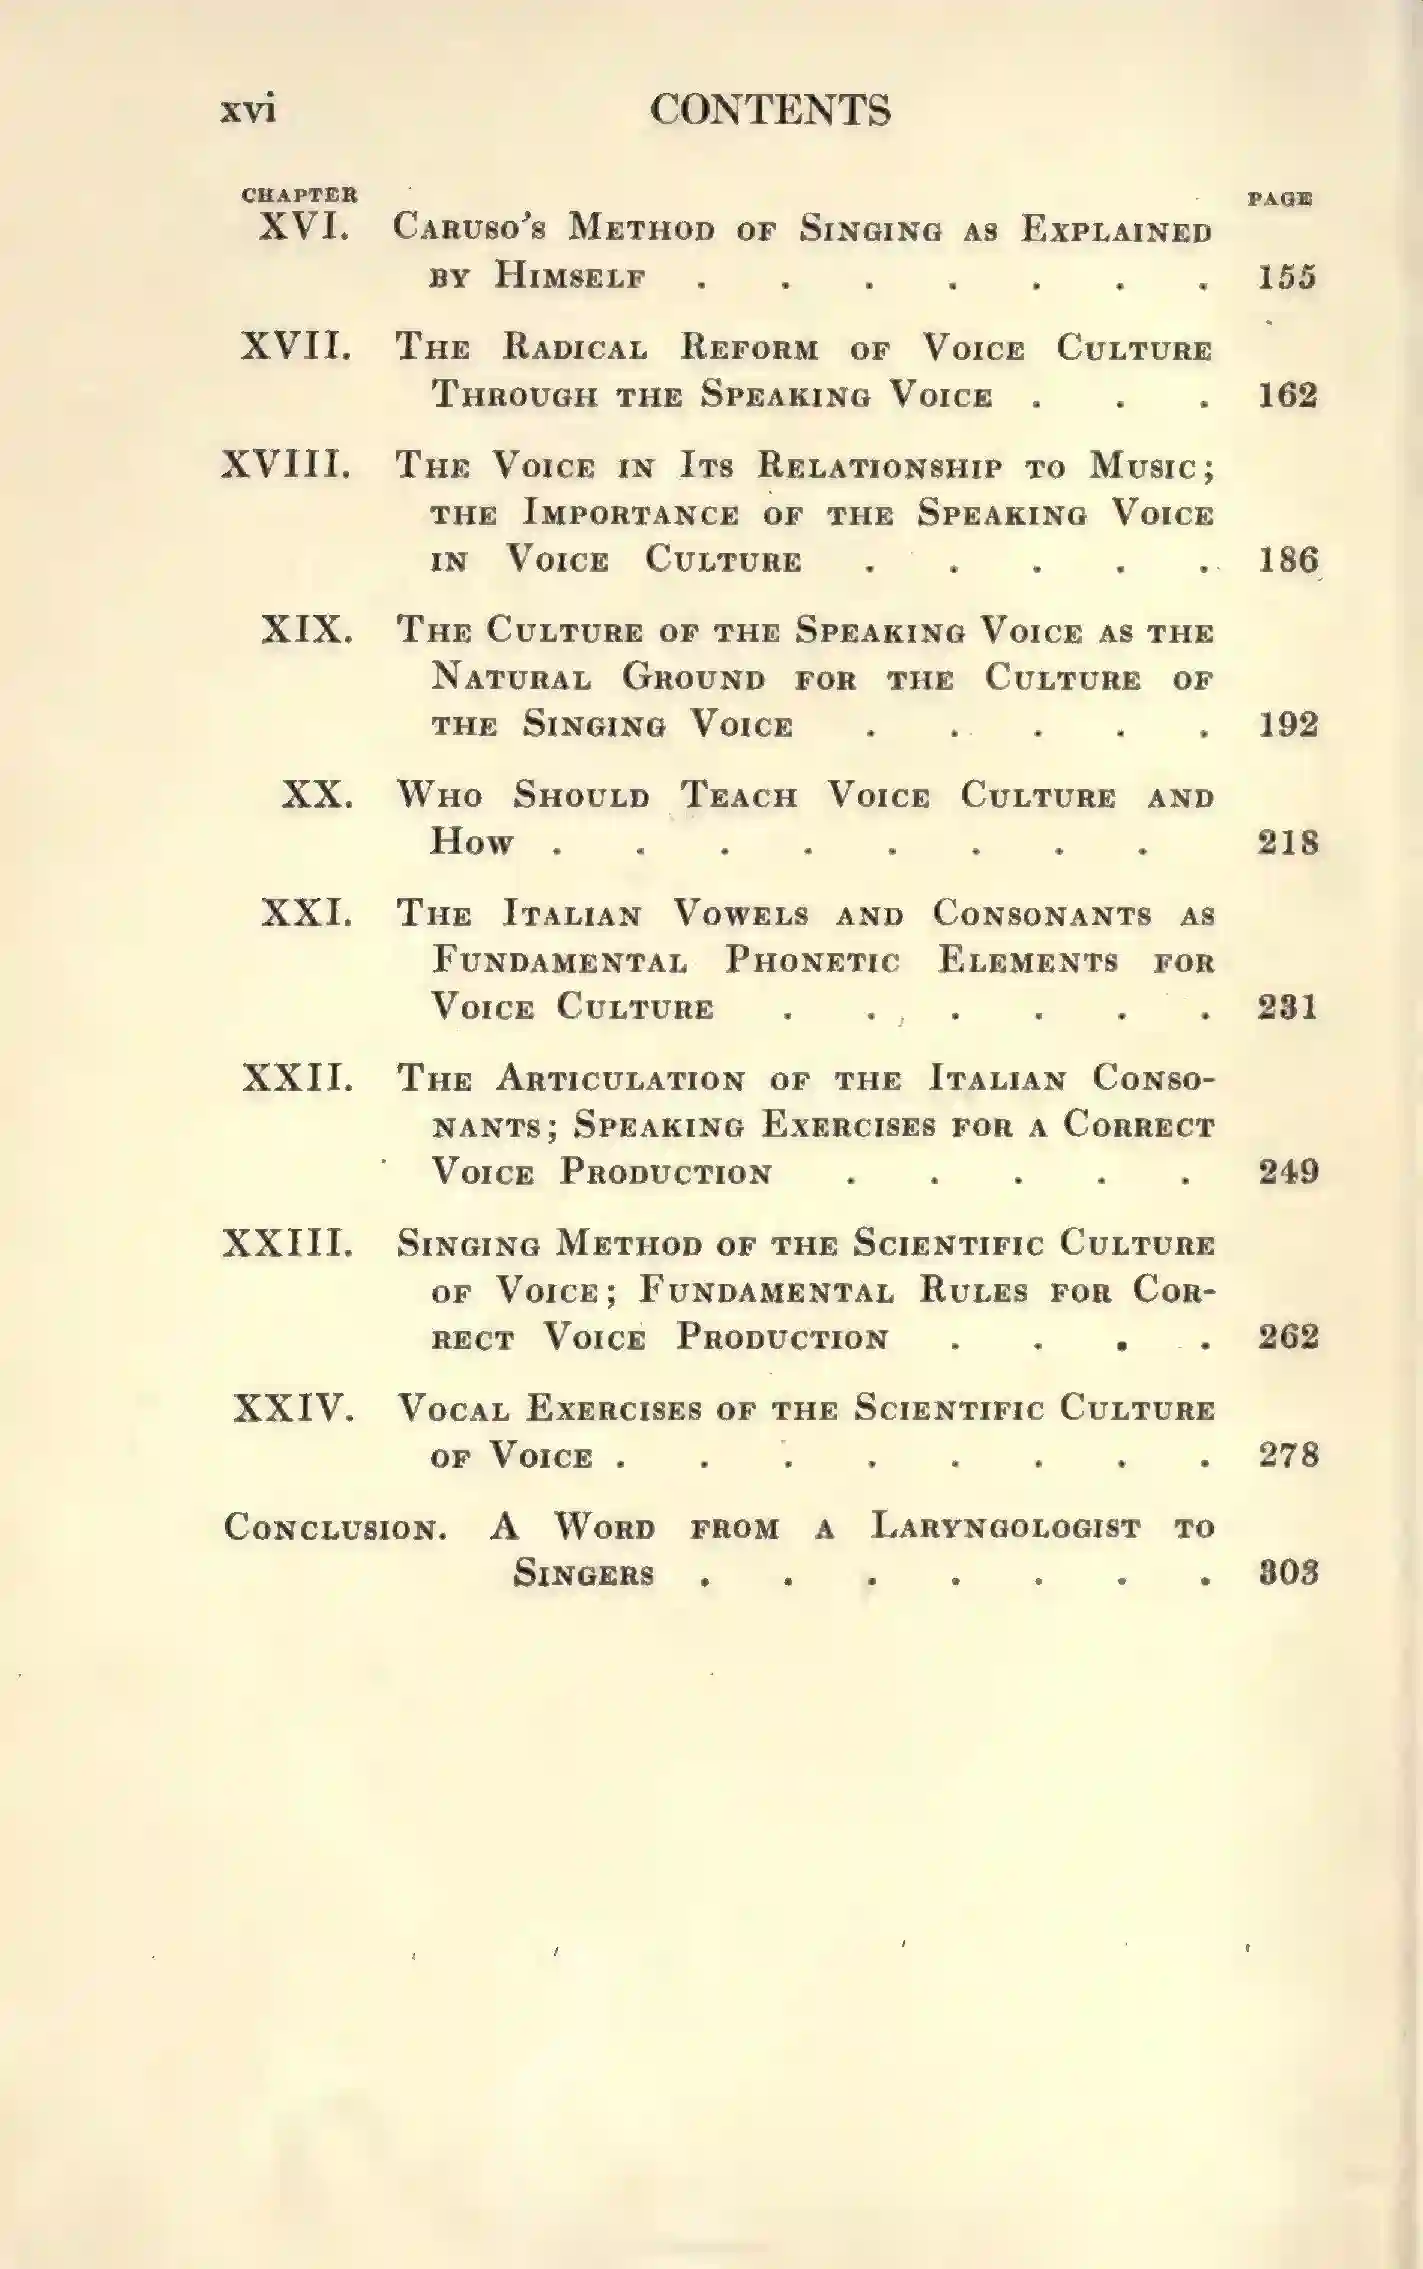 xvi CONTENTS
CHAPTER PAGE
XVI. Caruso's Method of Singing as Explained
by Himself . . . . . . . 155
XVII. The Radical Reform of Voice Culture
Through the Speaking Voice . . . 162
XVIII. The Voice in Its Relationship to Music;
the Importance of the Speaking Voice
in Voice Culture . . . . . 186
XIX. The Culture of the Speaking Voice as the
Natural Ground for the Culture of
the Singing Voice . . . . . 192
XX. Who Should Teach Voice Culture and
How . . . . . . . . 218
XXI. The Italian Vowels and Consonants as
Fundamental Phonetic Elements for
Voice Culture . . . . . . 231
XXII. The Articulation of the Italian Conso-
nants; Speaking Exercises for a Correct
Voice Production . . . . . 249
XXIII. Singing Method of the Scientific Culture
of Voice; Fundamental Rules for Cor-
rect Voice Production . . . . 262
XXIV. Vocal Exercises of the Scientific Culture
of Voice . . . . . . . . 278
Conclusion. A Word from a Laryngologist to
Singers . . . . . . . 303